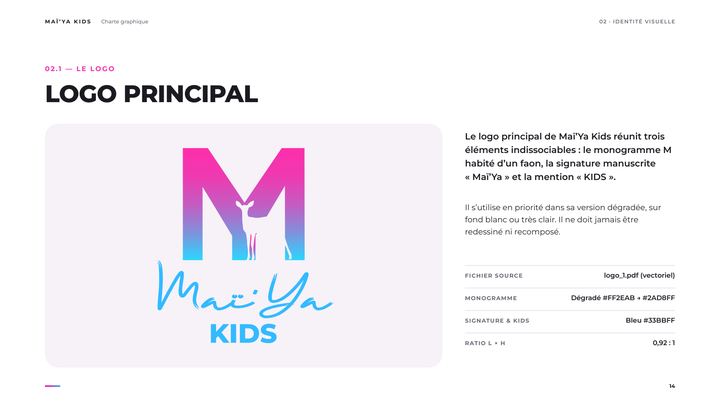 MAÏ'YA KIDS Charte graphique
02 · IDENTITÉ VISUELLE
02.1 — LE LOGO
LOGO PRINCIPAL
M
Maï'Ya
KIDS
Le logo principal de Maï'Ya Kids réunit trois
éléments indissociables : le monogramme M
habité d'un faon, la signature manuscrite
« Maï'Ya » et la mention « KIDS ».
Il s'utilise en priorité dans sa version dégradée, sur
fond blanc ou très clair. Il ne doit jamais être
redessiné ni recomposé.
FICHIER SOURCE logo_1.pdf (vectoriel)
MONOGRAMME Dégradé #FF2EAB → #2AD8FF
SIGNATURE & KIDS Bleu #33BBFF
RATIO L × H 0,92 : 1
14